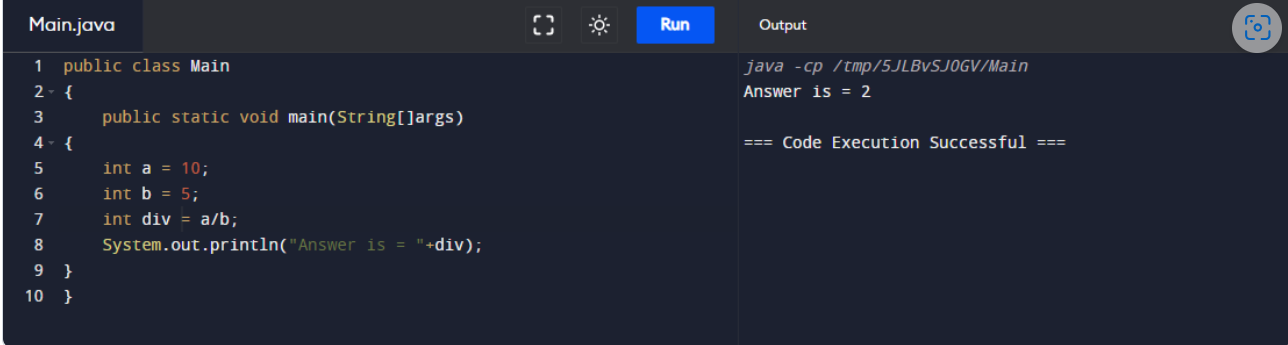 Main.java
Run
Output
1 public class Main
2 {
3 public static void main(String[]args)
4 {
5 int a = 10;
6 int b = 5;
7 int div = a/b;
8 System.out.println("Answer is = "+div);
9 }
10 }
java -cp /tmp/5JLBvSJOGV/Main
Answer is = 2
=== Code Execution Successful ===